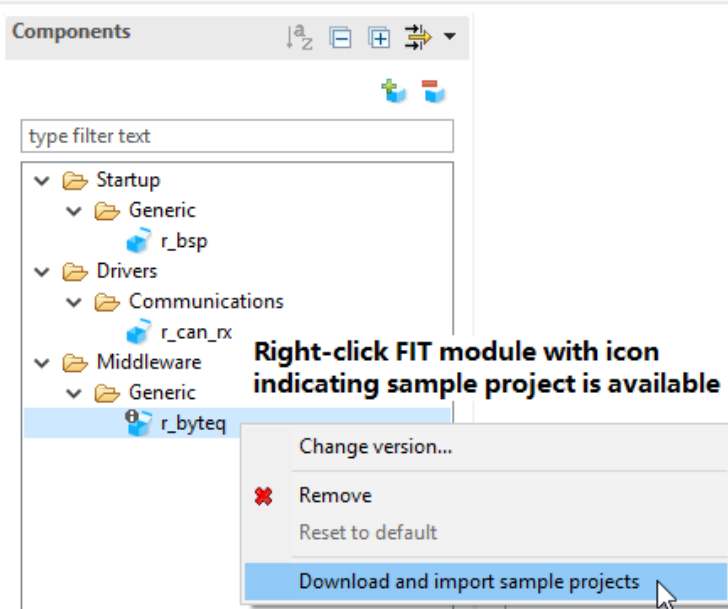 Components
type filter text
Startup
Generic
r_bsp
Drivers
Communications
r_can_rx
Middleware
Generic
r_byteq
Right-click FIT module with icon
indicating sample project is available
Change version...
Remove
Reset to default
Download and import sample projects